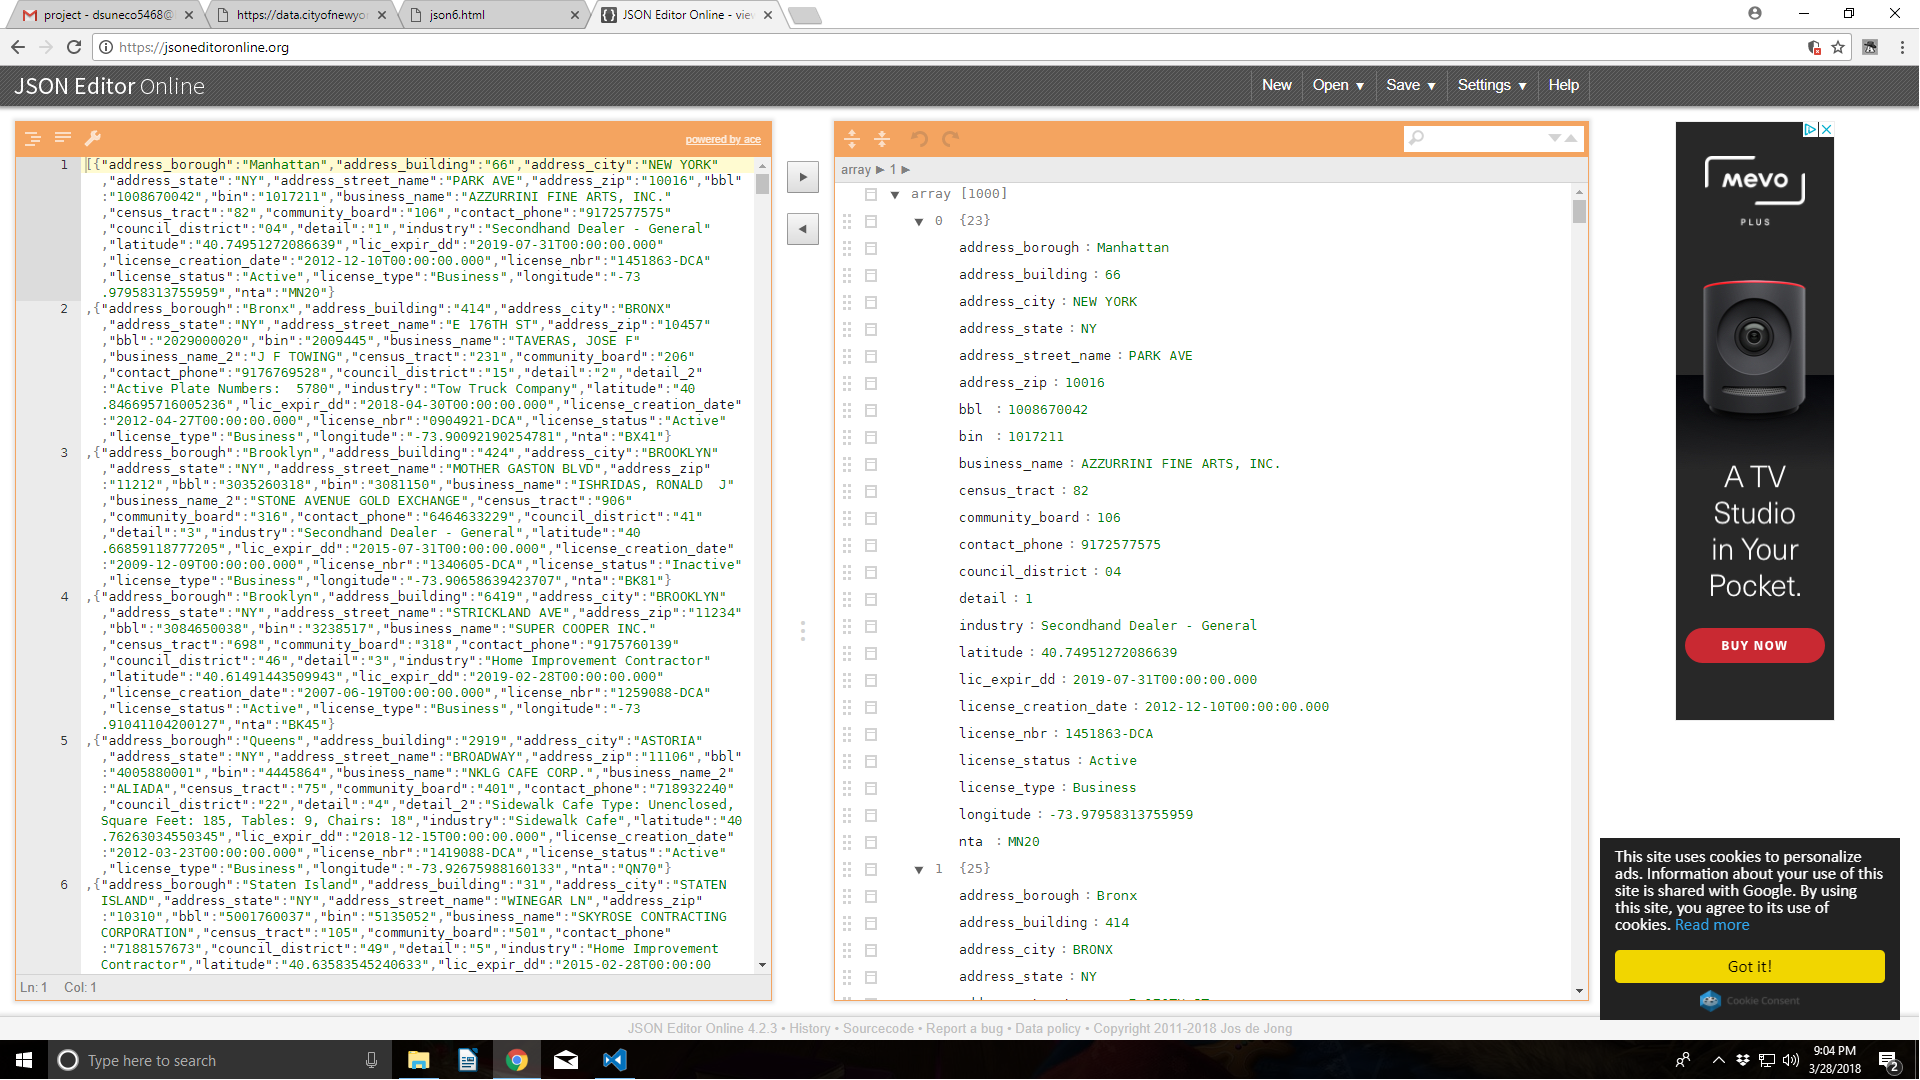 project - dsuneco5468@
https://data.cityofnewyo
json6.html
JSON Editor Online - vie
https://jsoneditoronline.org
JSON Editor Online
New
Open ▼
Save ▼
Settings ▼
Help
powered by ace
1 [{"address_borough":"Manhattan","address_building":"66","address_city":"NEW YORK"
,"address_state":"NY","address_street_name":"PARK AVE","address_zip":"10016","bbl"
:"1008670042","bin":"1017211","business_name":"AZZURRINI FINE ARTS, INC."
,"census_tract":"82","community_board":"106","contact_phone":"9172577575"
,"council_district":"04","detail":"1","industry":"Secondhand Dealer - General"
,"latitude":"40.74951272086639","lic_expir_dd":"2019-07-31T00:00:00.000"
,"license_creation_date":"2012-12-10T00:00:00.000","license_nbr":"1451863-DCA"
,"license_status":"Active","license_type":"Business","longitude":"-73
.97958313755959","nta":"MN20"}
2 ,{"address_borough":"Bronx","address_building":"414","address_city":"BRONX"
,"address_state":"NY","address_street_name":"E 176TH ST","address_zip":"10457"
,"bbl":"2029000020","bin":"2009445","business_name":"TAVERAS, JOSE F"
,"business_name_2":"J F TOWING","census_tract":"231","community_board":"206"
,"contact_phone":"9176769528","council_district":"15","detail":"2","detail_2"
:"Active Plate Numbers:  5780","industry":"Tow Truck Company","latitude":"40
.846695716005236","lic_expir_dd":"2018-04-30T00:00:00.000","license_creation_date"
:"2012-04-27T00:00:00.000","license_nbr":"0904921-DCA","license_status":"Active"
,"license_type":"Business","longitude":"-73.90092190254781","nta":"BX41"}
3 ,{"address_borough":"Brooklyn","address_building":"424","address_city":"BROOKLYN"
,"address_state":"NY","address_street_name":"MOTHER GASTON BLVD","address_zip"
:"11212","bbl":"3035260318","bin":"3081150","business_name":"ISHRIDAS, RONALD  J"
,"business_name_2":"STONE AVENUE GOLD EXCHANGE","census_tract":"906"
,"community_board":"316","contact_phone":"6464633229","council_district":"41"
,"detail":"3","industry":"Secondhand Dealer - General","latitude":"40
.66859118777205","lic_expir_dd":"2015-07-31T00:00:00.000","license_creation_date"
:"2009-12-09T00:00:00.000","license_nbr":"1340605-DCA","license_status":"Inactive"
,"license_type":"Business","longitude":"-73.90658639423707","nta":"BK81"}
4 ,{"address_borough":"Brooklyn","address_building":"6419","address_city":"BROOKLYN"
,"address_state":"NY","address_street_name":"STRICKLAND AVE","address_zip":"11234"
,"bbl":"3084650038","bin":"3238517","business_name":"SUPER COOPER INC."
,"census_tract":"698","community_board":"318","contact_phone":"9175760139"
,"council_district":"46","detail":"3","industry":"Home Improvement Contractor"
,"latitude":"40.61491443509943","lic_expir_dd":"2019-02-28T00:00:00.000"
,"license_creation_date":"2007-06-19T00:00:00.000","license_nbr":"1259088-DCA"
,"license_status":"Active","license_type":"Business","longitude":"-73
.91041104200127","nta":"BK45"}
5 ,{"address_borough":"Queens","address_building":"2919","address_city":"ASTORIA"
,"address_state":"NY","address_street_name":"BROADWAY","address_zip":"11106","bbl"
:"4005880001","bin":"4445864","business_name":"NKLG CAFE CORP.","business_name_2"
:"ALIADA","census_tract":"75","community_board":"401","contact_phone":"718932240"
,"council_district":"22","detail":"4","detail_2":"Sidewalk Cafe Type: Unenclosed,
Square Feet: 185, Tables: 9, Chairs: 18","industry":"Sidewalk Cafe","latitude":"40
.76263034550345","lic_expir_dd":"2018-12-15T00:00:00.000","license_creation_date"
:"2012-03-23T00:00:00.000","license_nbr":"1419088-DCA","license_status":"Active"
,"license_type":"Business","longitude":"-73.92675988160133","nta":"QN70"}
6 ,{"address_borough":"Staten Island","address_building":"31","address_city":"STATEN
ISLAND","address_state":"NY","address_street_name":"WINEGAR LN","address_zip"
:"10310","bbl":"5001760037","bin":"5135052","business_name":"SKYROSE CONTRACTING
CORPORATION","census_tract":"105","community_board":"501","contact_phone"
:"7188157673","council_district":"49","detail":"5","industry":"Home Improvement
Contractor","latitude":"40.63583545240633","lic_expir_dd":"2015-02-28T00:00:00
Ln: 1 Col: 1
array ▶ 1 ▶
▼ array [1000]
▼ 0 {23}
address_borough : Manhattan
address_building : 66
address_city : NEW YORK
address_state : NY
address_street_name : PARK AVE
address_zip : 10016
bbl : 1008670042
bin : 1017211
business_name : AZZURRINI FINE ARTS, INC.
census_tract : 82
community_board : 106
contact_phone : 9172577575
council_district : 04
detail : 1
industry : Secondhand Dealer - General
latitude : 40.74951272086639
lic_expir_dd : 2019-07-31T00:00:00.000
license_creation_date : 2012-12-10T00:00:00.000
license_nbr : 1451863-DCA
license_status : Active
license_type : Business
longitude : -73.97958313755959
nta : MN20
▼ 1 {25}
address_borough : Bronx
address_building : 414
address_city : BRONX
address_state : NY
mevo
PLUS
A TV
Studio
in Your
Pocket.
BUY NOW
This site uses cookies to personalize
ads. Information about your use of this
site is shared with Google. By using
this site, you agree to its use of
cookies. Read more
Got it!
Cookie Consent
JSON Editor Online 4.2.3 • History • Sourcecode • Report a bug • Data policy • Copyright 2011-2018 Jos de Jong
Type here to search
9:04 PM
3/28/2018
2